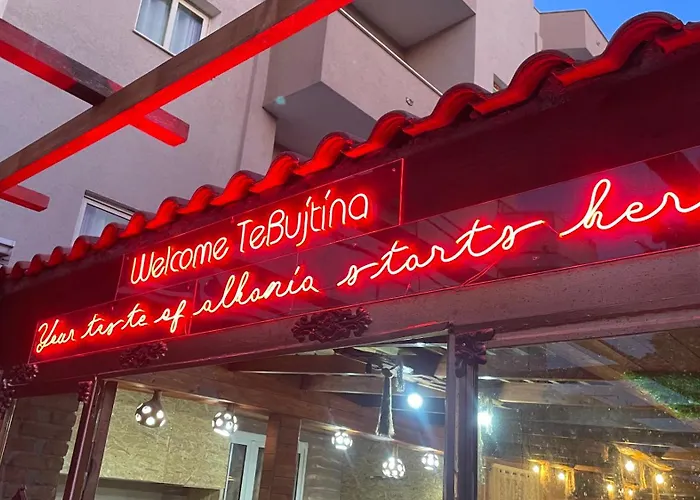 Welcome TeBujtina
Your taste of albania starts her